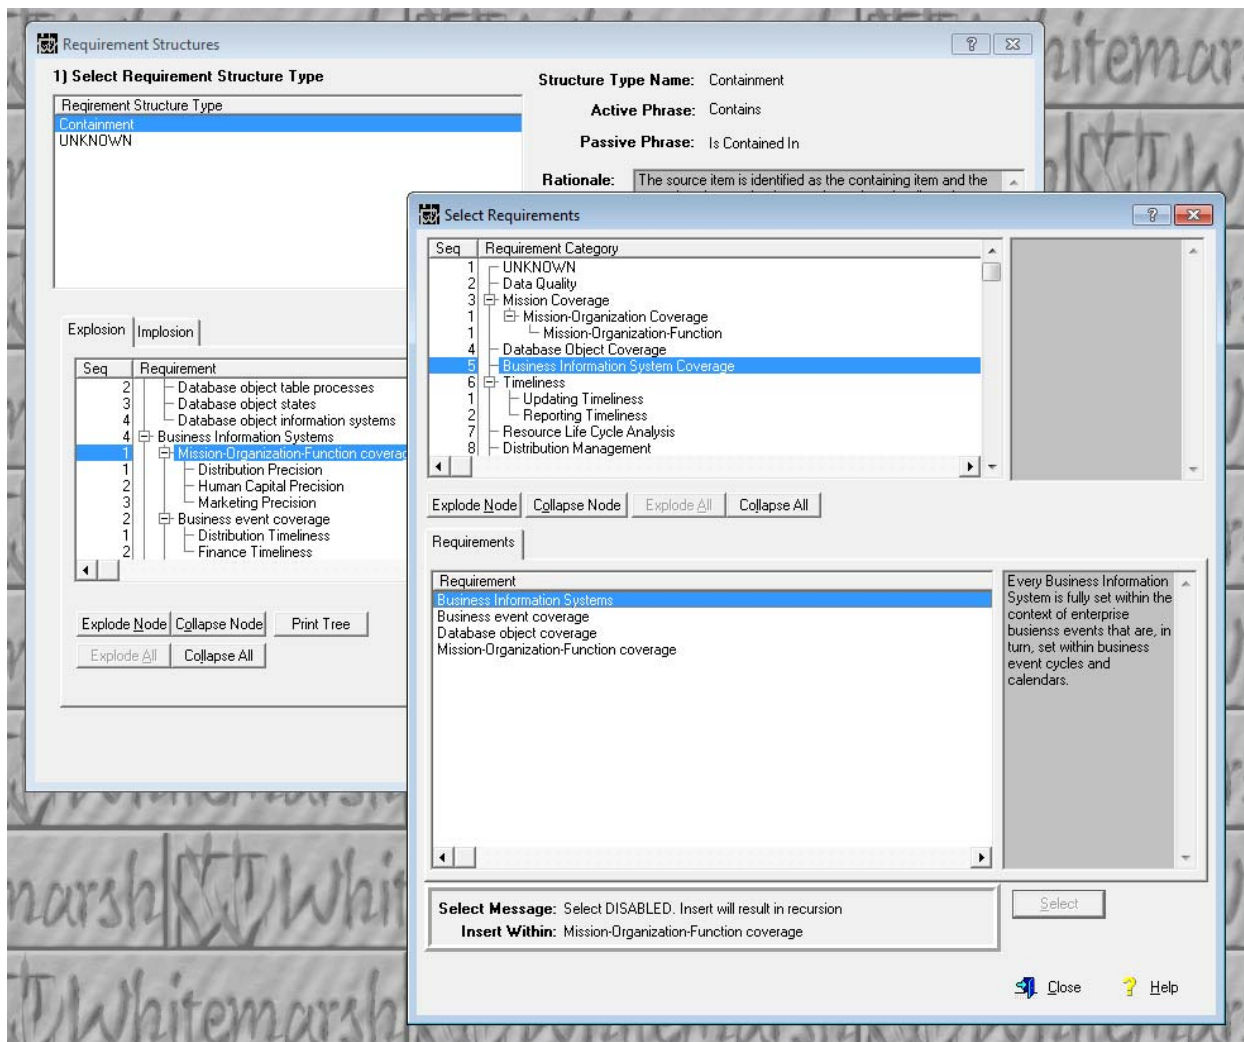 Requirement Structures
1) Select Requirement Structure Type
Reqirement Structure Type
Containment
UNKNOWN
Structure Type Name: Containment
Active Phrase: Contains
Passive Phrase: Is Contained In
Rationale: The source item is identified as the containing item and the
Explosion Implosion
Seq Requirement
2 Database object table processes
3 Database object states
4 Database object information systems
4 Business Information Systems
1 Mission-Organization-Function coverag
1 Distribution Precision
2 Human Capital Precision
3 Marketing Precision
2 Business event coverage
1 Distribution Timeliness
2 Finance Timeliness
Explode Node Collapse Node Print Tree
Explode All Collapse All
Select Requirements
Seq Requirement Category
1 UNKNOWN
2 Data Quality
3 Mission Coverage
1 Mission-Organization Coverage
1 Mission-Organization-Function
4 Database Object Coverage
5 Business Information System Coverage
6 Timeliness
1 Updating Timeliness
2 Reporting Timeliness
7 Resource Life Cycle Analysis
8 Distribution Management
Explode Node Collapse Node Explode All Collapse All
Requirements
Requirement
Business Information Systems
Business event coverage
Database object coverage
Mission-Organization-Function coverage
Every Business Information
System is fully set within the
context of enterprise
busienss events that are, in
turn, set within business
event cycles and
calendars.
Select Message: Select DISABLED. Insert will result in recursion
Insert Within: Mission-Organization-Function coverage
Select
Close Help
Whitemarsh